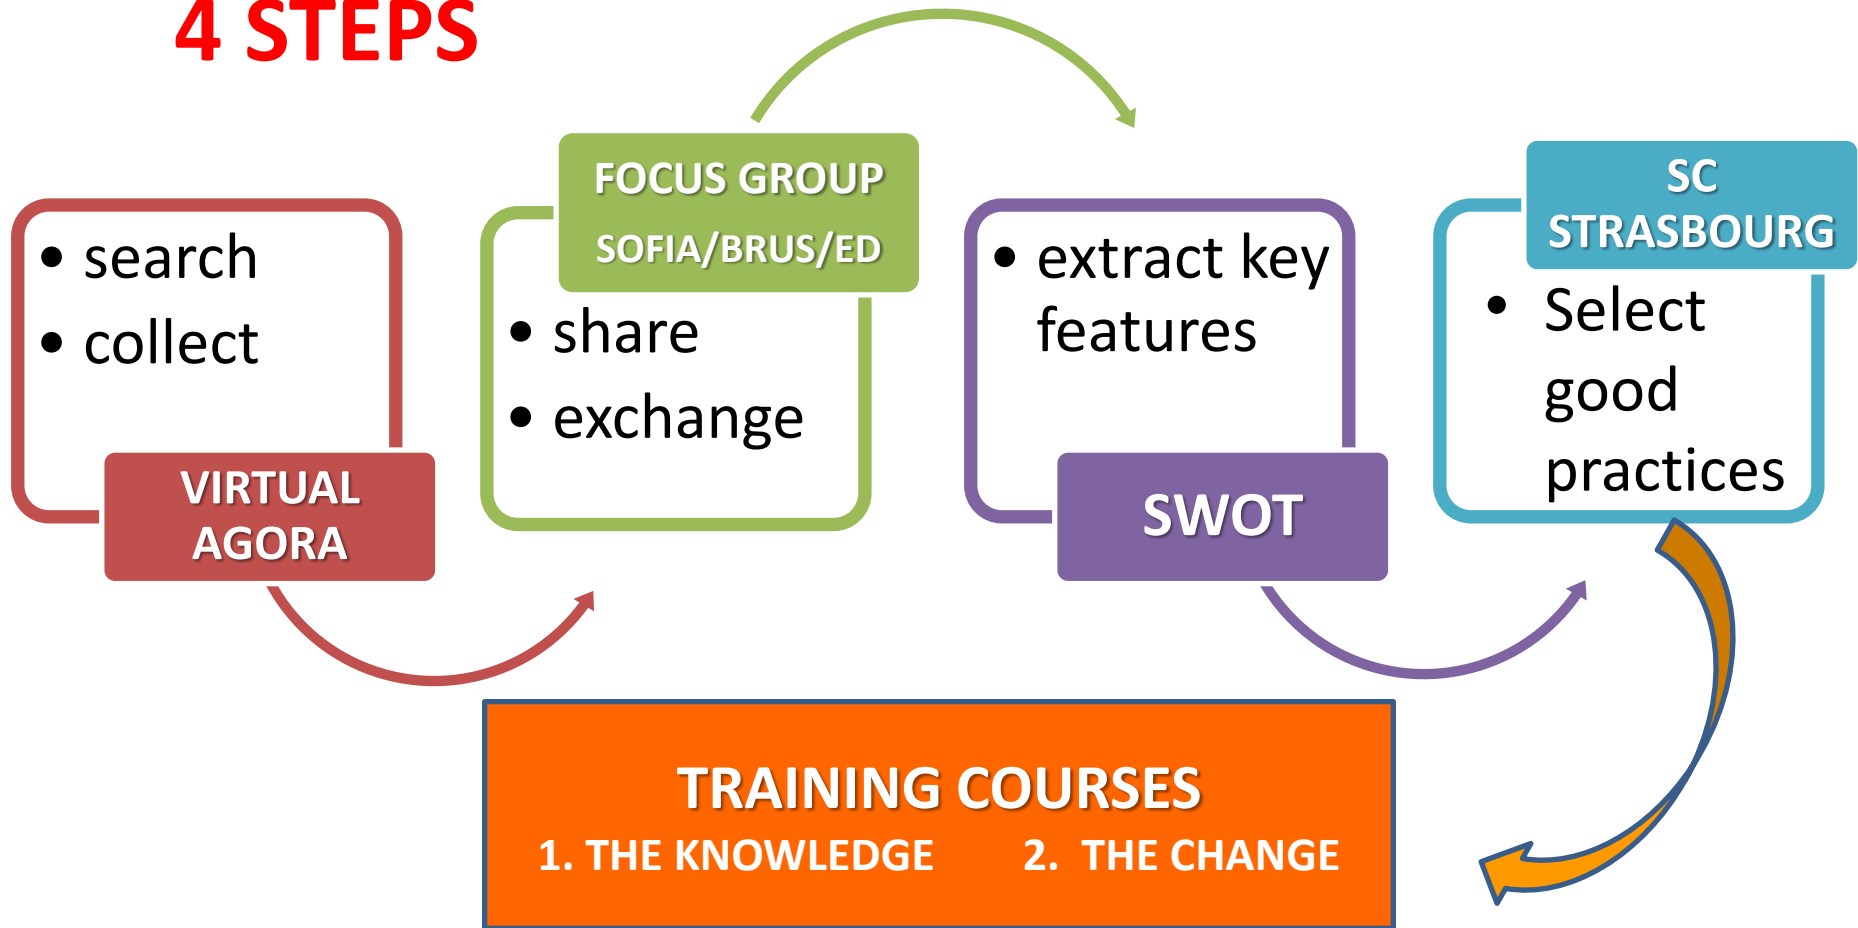 4 STEPS
• search
• collect
VIRTUAL
AGORA
FOCUS GROUP
SOFIA/BRUS/ED
• share
• exchange
• extract key
features
SWOT
SC
STRASBOURG
• Select
good
practices
TRAINING COURSES
1. THE KNOWLEDGE 2. THE CHANGE